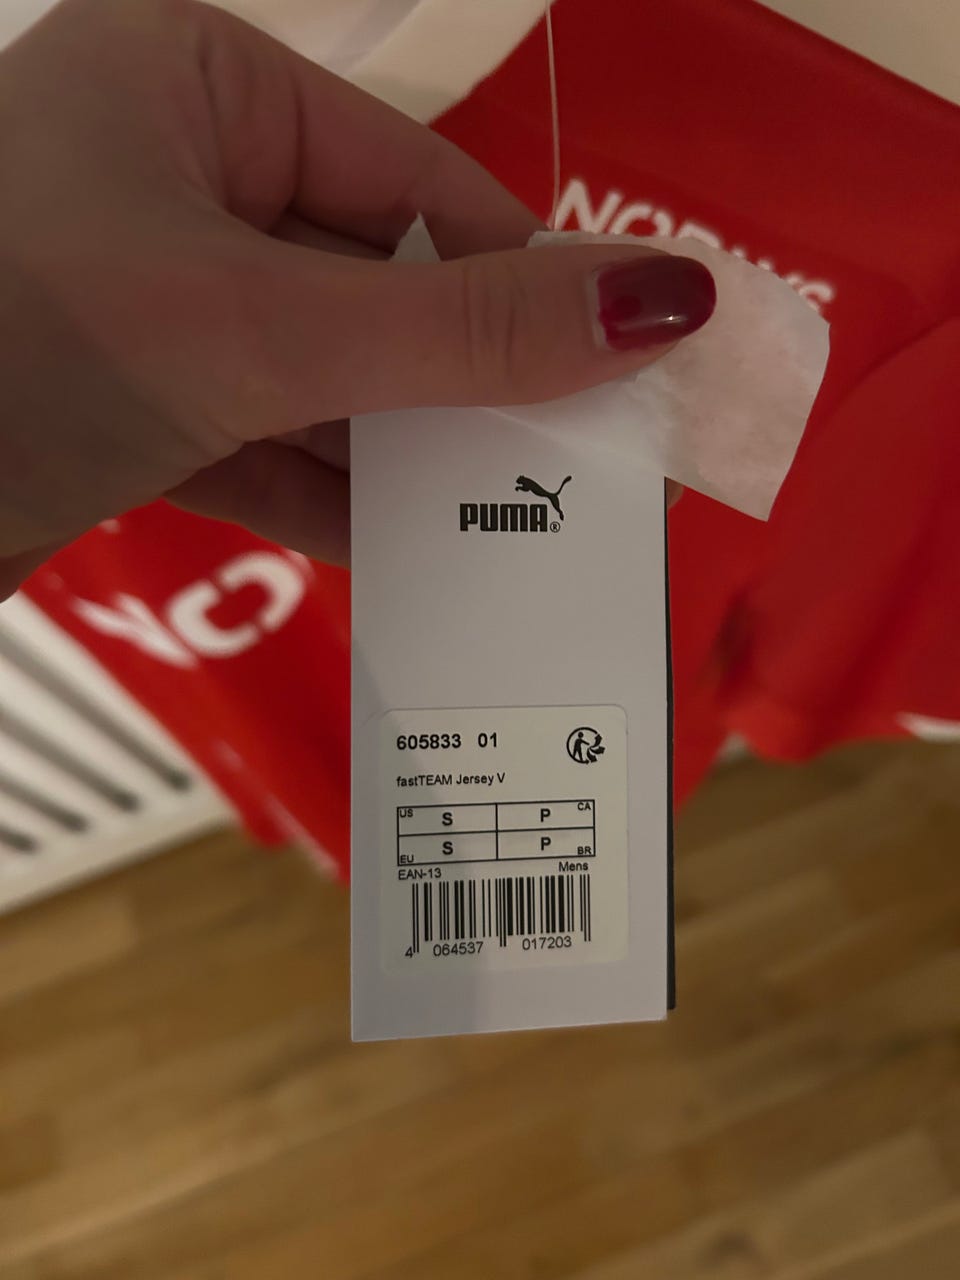 PUMA®
605833 01
fastTEAM Jersey V
US S P CA
EU S P BR
EAN-13 Mens
4 064537 017203